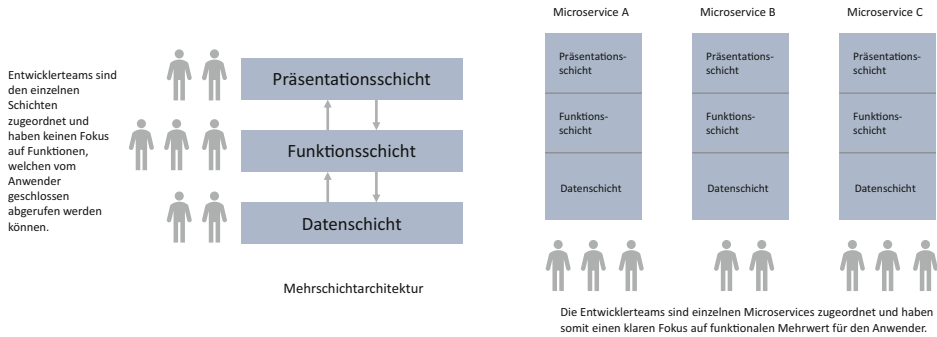 Entwicklerteams sind
den einzelnen
Schichten
zugeordnet und
haben keinen Fokus
auf Funktionen,
welchen vom
Anwender
geschlossen
abgerufen werden
können.
Präsentationsschicht
Funktionsschicht
Datenschicht
Mehrschichtarchitektur
Microservice A
Präsentations-
schicht
Funktions-
schicht
Datenschicht
Microservice B
Präsentations-
schicht
Funktions-
schicht
Datenschicht
Microservice C
Präsentations-
schicht
Funktions-
schicht
Datenschicht
Die Entwicklerteams sind einzelnen Microservices zugeordnet und haben
somit einen klaren Fokus auf funktionalen Mehrwert für den Anwender.